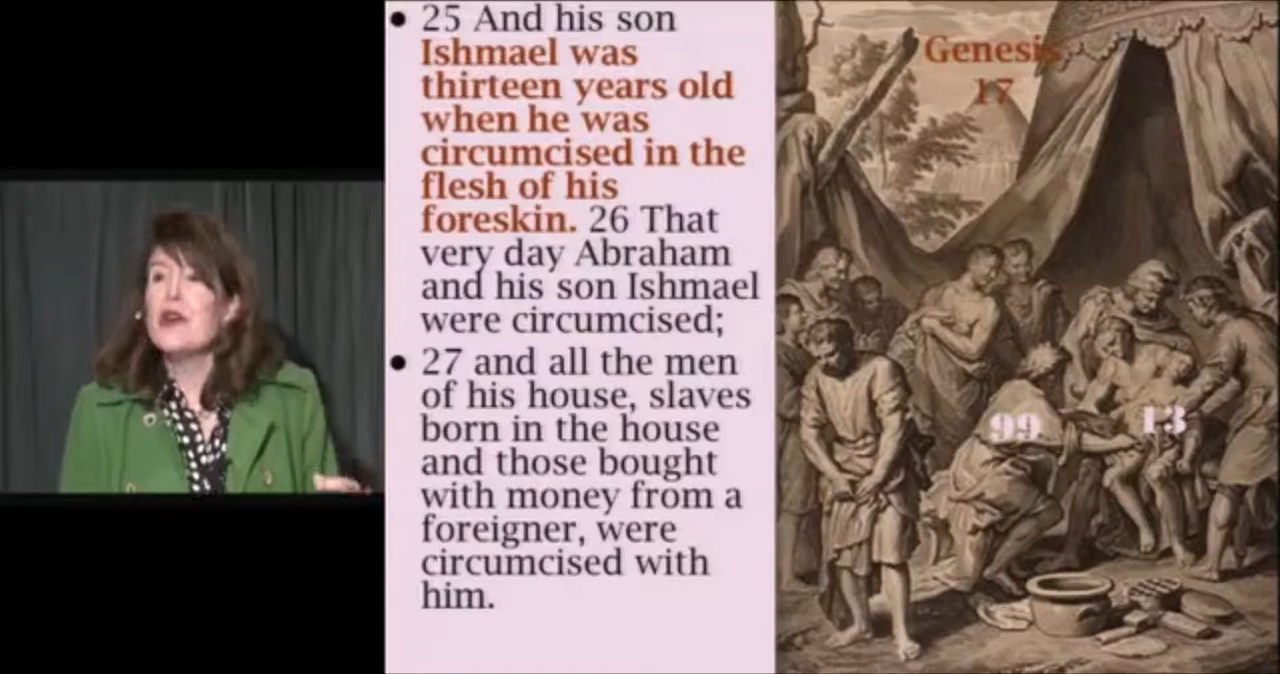 • 25 And his son
Ishmael was
thirteen years old
when he was
circumcised in the
flesh of his
foreskin. 26 That
very day Abraham
and his son Ishmael
were circumcised;
• 27 and all the men
of his house, slaves
born in the house
and those bought
with money from a
foreigner, were
circumcised with
him.
Genesis
17
99
13